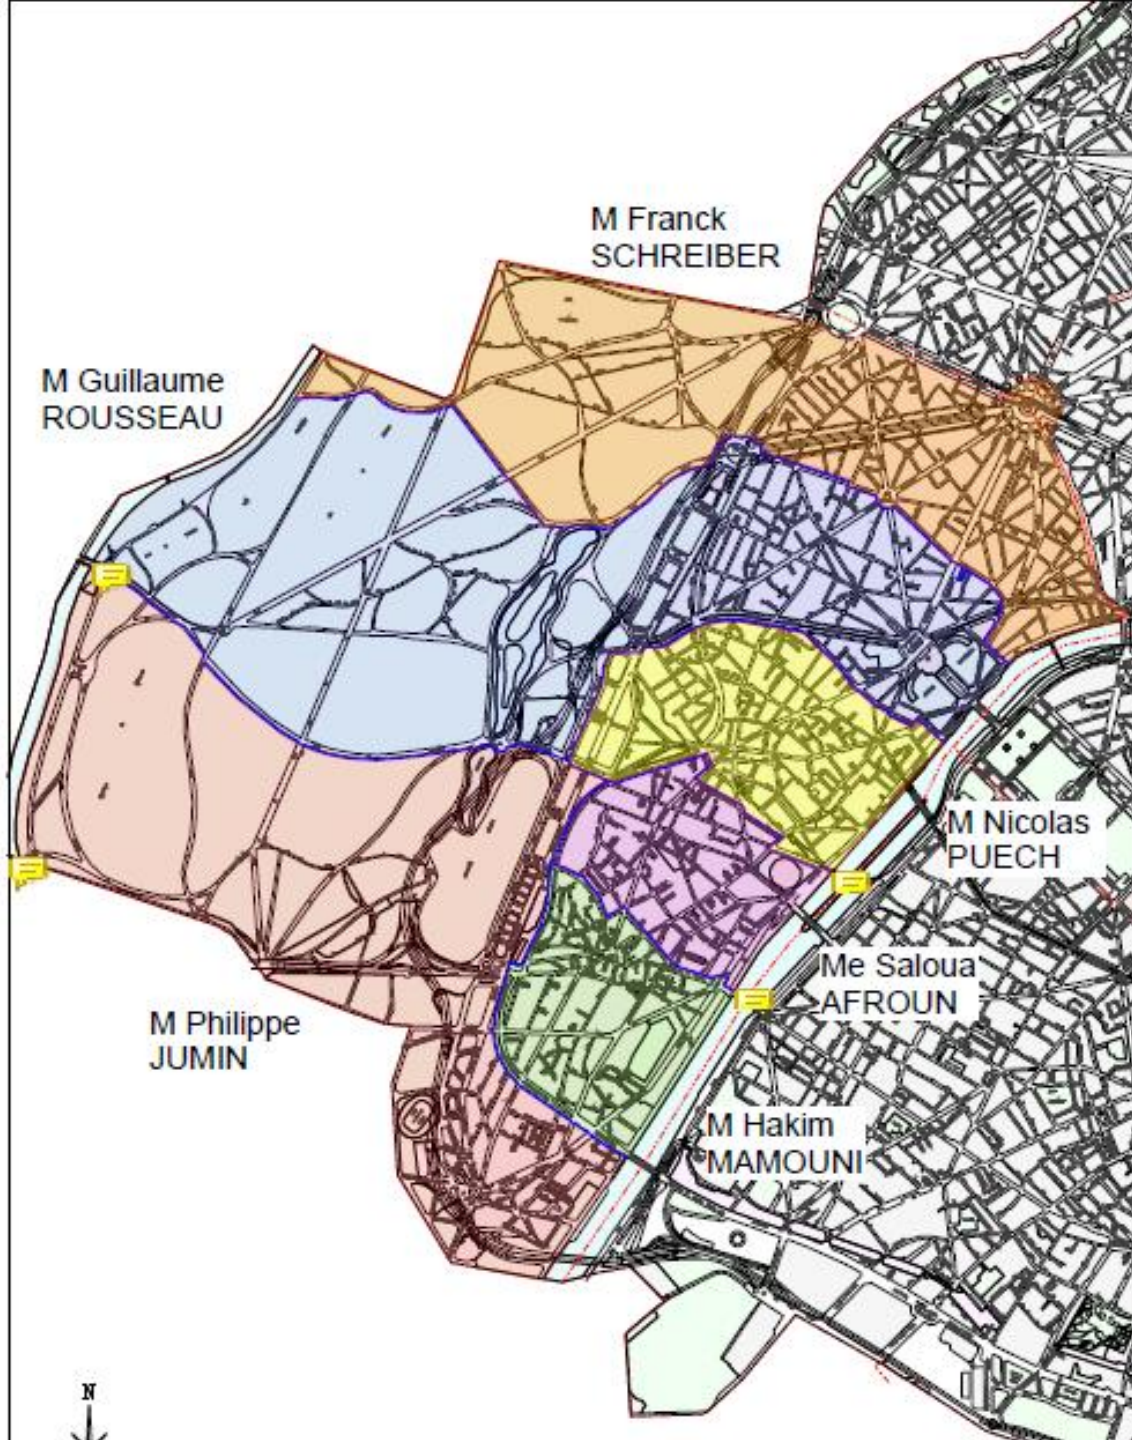 M Franck
SCHREIBER
M Guillaume
ROUSSEAU
M Nicolas
PUECH
Me Saloua
AFROUN
M Philippe
JUMIN
M Hakim
MAMOUNI
N